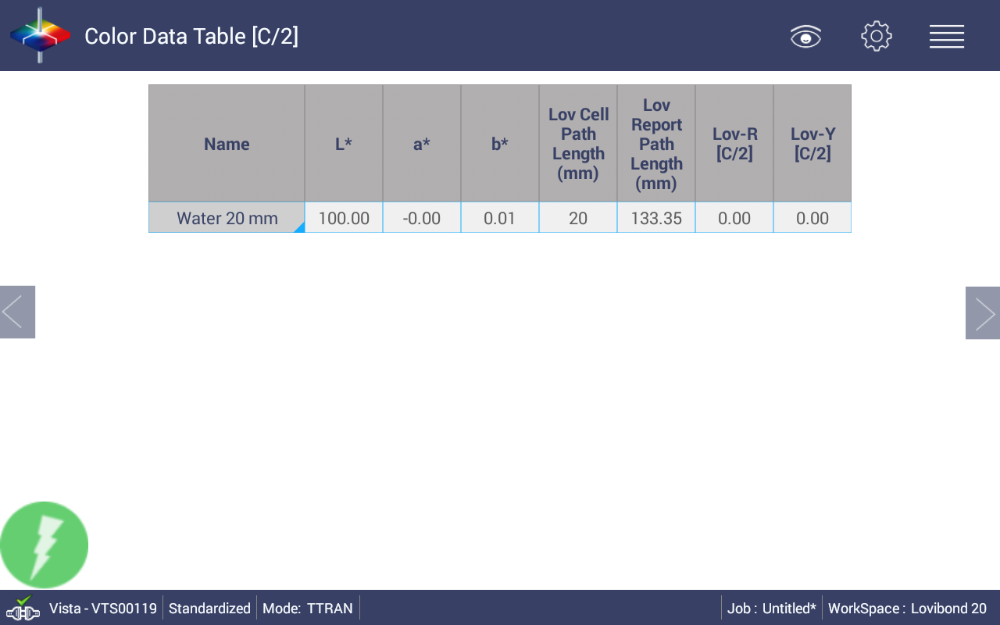 Color Data Table [C/2]
Name L* a* b* Lov Cell Path Length (mm) Lov Report Path Length (mm) Lov-R [C/2] Lov-Y [C/2]
Water 20 mm 100.00 -0.00 0.01 20 133.35 0.00 0.00
Vista - VTS00119 Standardized Mode: TTRAN Job : Untitled* WorkSpace : Lovibond 20